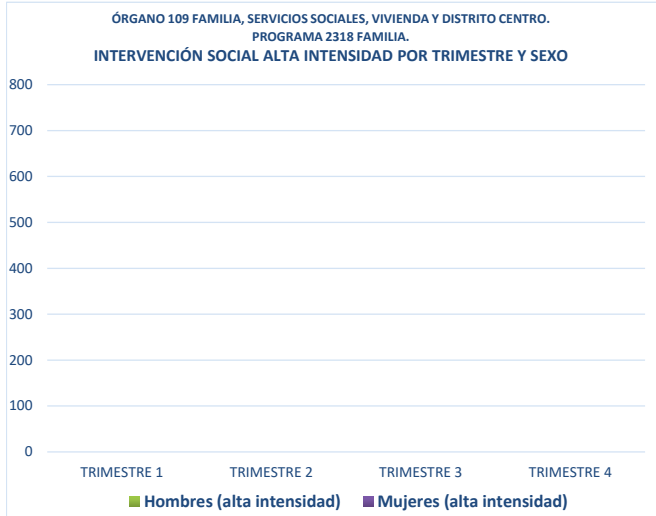 ÓRGANO 109 FAMILIA, SERVICIOS SOCIALES, VIVIENDA Y DISTRITO CENTRO.
PROGRAMA 2318 FAMILIA.
INTERVENCIÓN SOCIAL ALTA INTENSIDAD POR TRIMESTRE Y SEXO
800
700
600
500
400
300
200
100
0
TRIMESTRE 1 TRIMESTRE 2 TRIMESTRE 3 TRIMESTRE 4
Hombres (alta intensidad) Mujeres (alta intensidad)